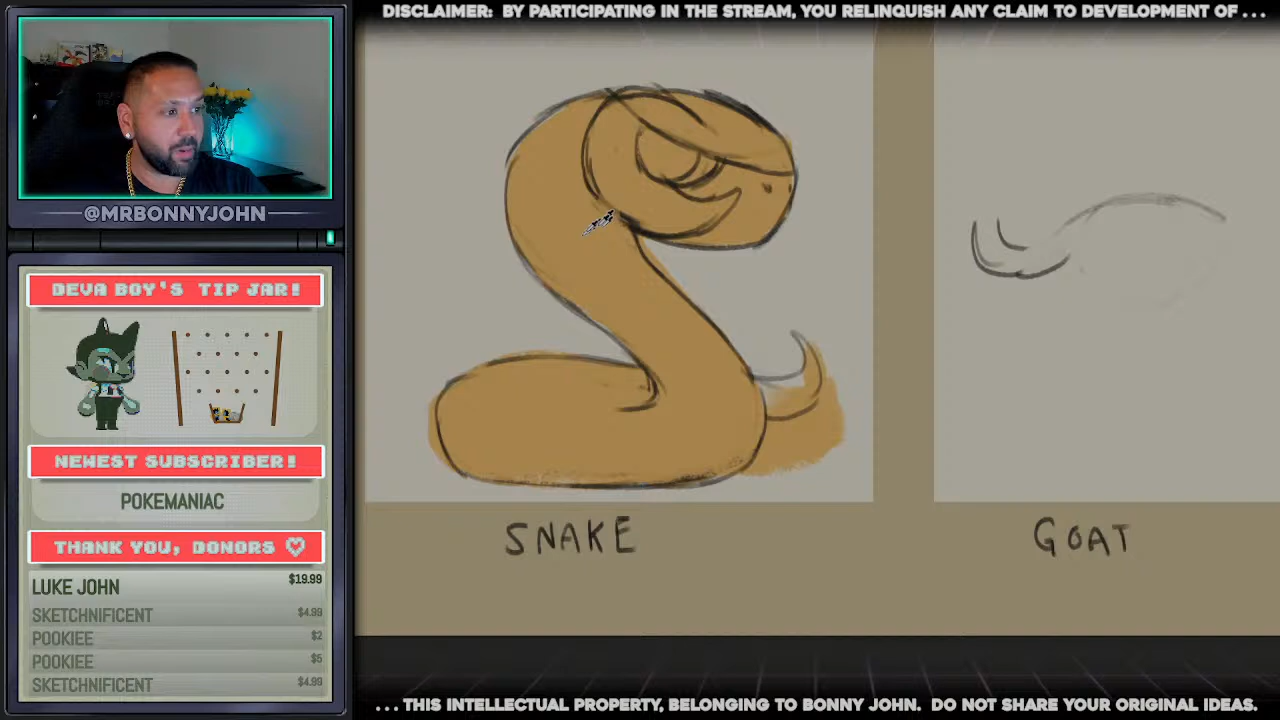 DISCLAIMER: BY PARTICIPATING IN THE STREAM, YOU RELINQUISH ANY CLAIM TO DEVELOPMENT OF . . .
@MRBONNYJOHN
DEVA BOY'S TIP JAR!
NEWEST SUBSCRIBER!
POKEMANIAC
THANK YOU, DONORS ♡
LUKE JOHN $19.99
SKETCHNIFICENT $4.99
POOKIEE $2
POOKIEE $5
SKETCHNIFICENT $4.99
SNAKE
GOAT
. . . THIS INTELLECTUAL PROPERTY, BELONGING TO BONNY JOHN. DO NOT SHARE YOUR ORIGINAL IDEAS.